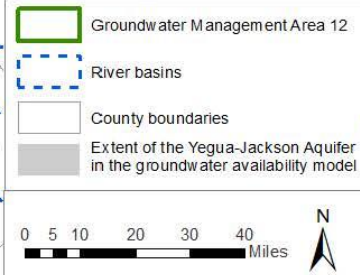 Groundwater Management Area 12
River basins
County boundaries
Extent of the Yegua-Jackson Aquifer
in the groundwater availability model
N
0 5 10 20 30 40
Miles